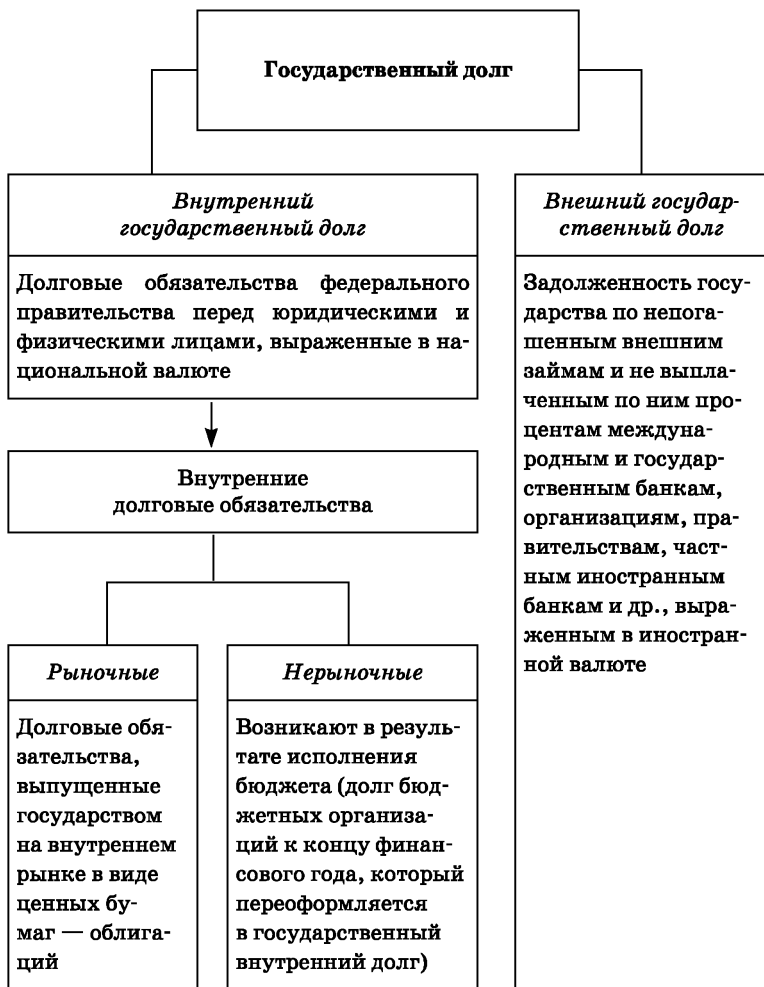 Государственный долг
Внутренний
государственный долг
Долговые обязательства федерального
правительства перед юридическими и
физическими лицами, выраженные в на-
циональной валюте
Внутренние
долговые обязательства
Рыночные
Долговые обя-
зательства,
выпущенные
государством
на внутреннем
рынке в виде
ценных бу-
маг — облига-
ций
Нерыночные
Возникают в резуль-
тате исполнения
бюджета (долг бюд-
жетных организа-
ций к концу финан-
сового года, который
переоформляется
в государственный
внутренний долг)
Внешний государ-
ственный долг
Задолженность госу-
дарства по непога-
шенным внешним
займам и не выпла-
ченным по ним про-
центам междуна-
родным и государ-
ственным банкам,
организациям, пра-
вительствам, част-
ным иностранным
банкам и др., выра-
женным в иностран-
ной валюте